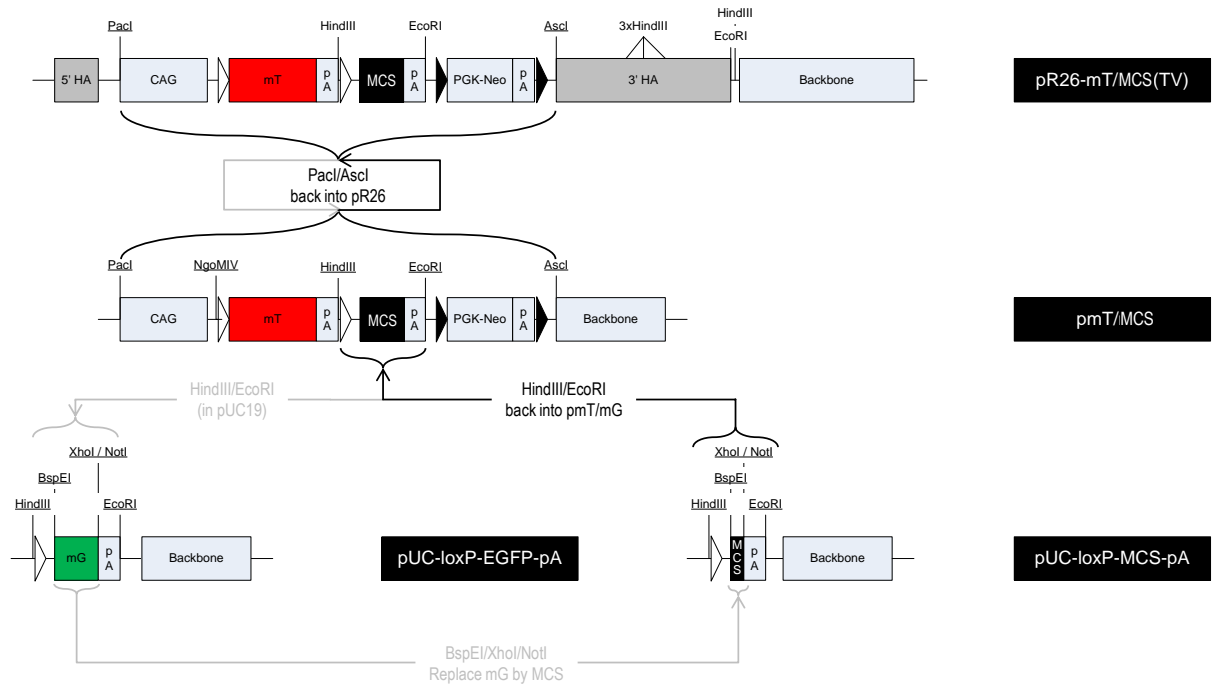 HindIII
PacI HindIII EcoRI AscI 3xHindIII EcoRI
5' HA CAG mT pA MCS pA PGK-Neo pA 3' HA Backbone pR26-mT/MCS(TV)
PacI/AscI
back into pR26
PacI NgoMIV HindIII EcoRI AscI
CAG mT pA MCS pA PGK-Neo pA Backbone pmT/MCS
HindIII/EcoRI HindIII/EcoRI
(in pUC19) back into pmT/mG
XhoI / NotI XhoI / NotI
BspEI BspEI
HindIII EcoRI HindIII EcoRI
mG pA Backbone pUC-loxP-EGFP-pA MCS pA Backbone pUC-loxP-MCS-pA
BspEI/XhoI/NotI
Replace mG by MCS